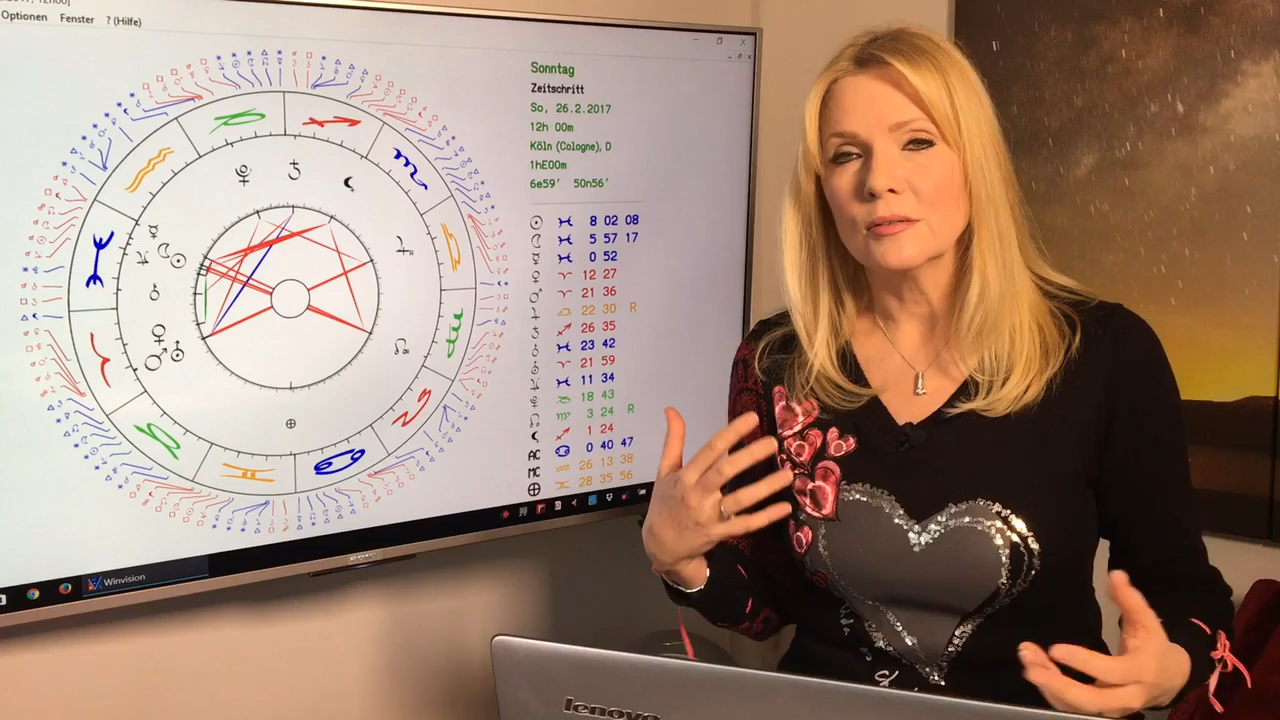 Optionen Fenster ? (Hilfe)
Sonntag
Zeitschritt
So, 26.2.2017
12h 00m
Köln (Cologne), D
1hE00m
6e59' 50n56'
☉ ♓ 8 02 08
☽ ♓ 5 57 17
☿ ♓ 0 52
♀ ♈ 12 27
♂ ♈ 21 36
♃ ♎ 22 30 R
♄ ♐ 26 35
⚷ ♓ 23 42
♅ ♈ 21 59
♆ ♓ 11 34
♇ ♑ 18 43
☊ ♍ 3 24 R
⚸ ♐ 1 24
AC ♋ 0 40 47
MC ♒ 26 13 38
⊕ ♊ 28 35 56
Winvision
lenovo